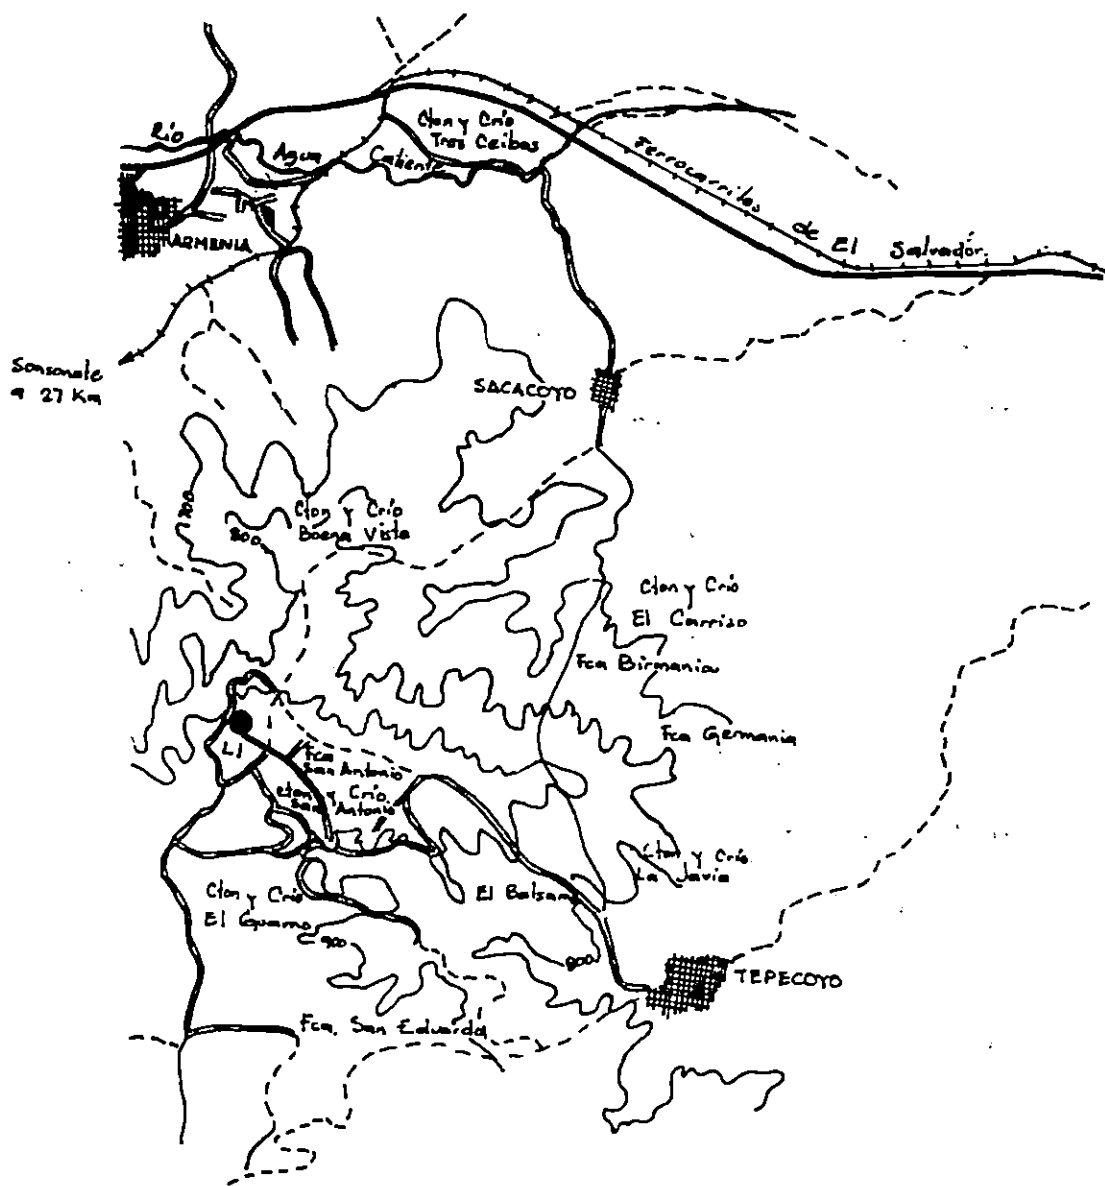 Río
Agua
Caliente
Cton y Crío
Tres Ceibas
Ferrocarriles
de
El
Salvador.
ARMENIA
Sonsonate
a 27 Km
SACACOYO
Cton y Crío
Buena Vista
700
800
Cton y Crío
El Carrizo
Fca Birmania
Fca Germania
L1
Fca
San Antonio
Cton y Crío.
San Antonio
Cton y Crío.
La Javia
El Balsamo
Cton y Crío
El Guamo
900
800
TEPECOYO
Fca. San Eduardo